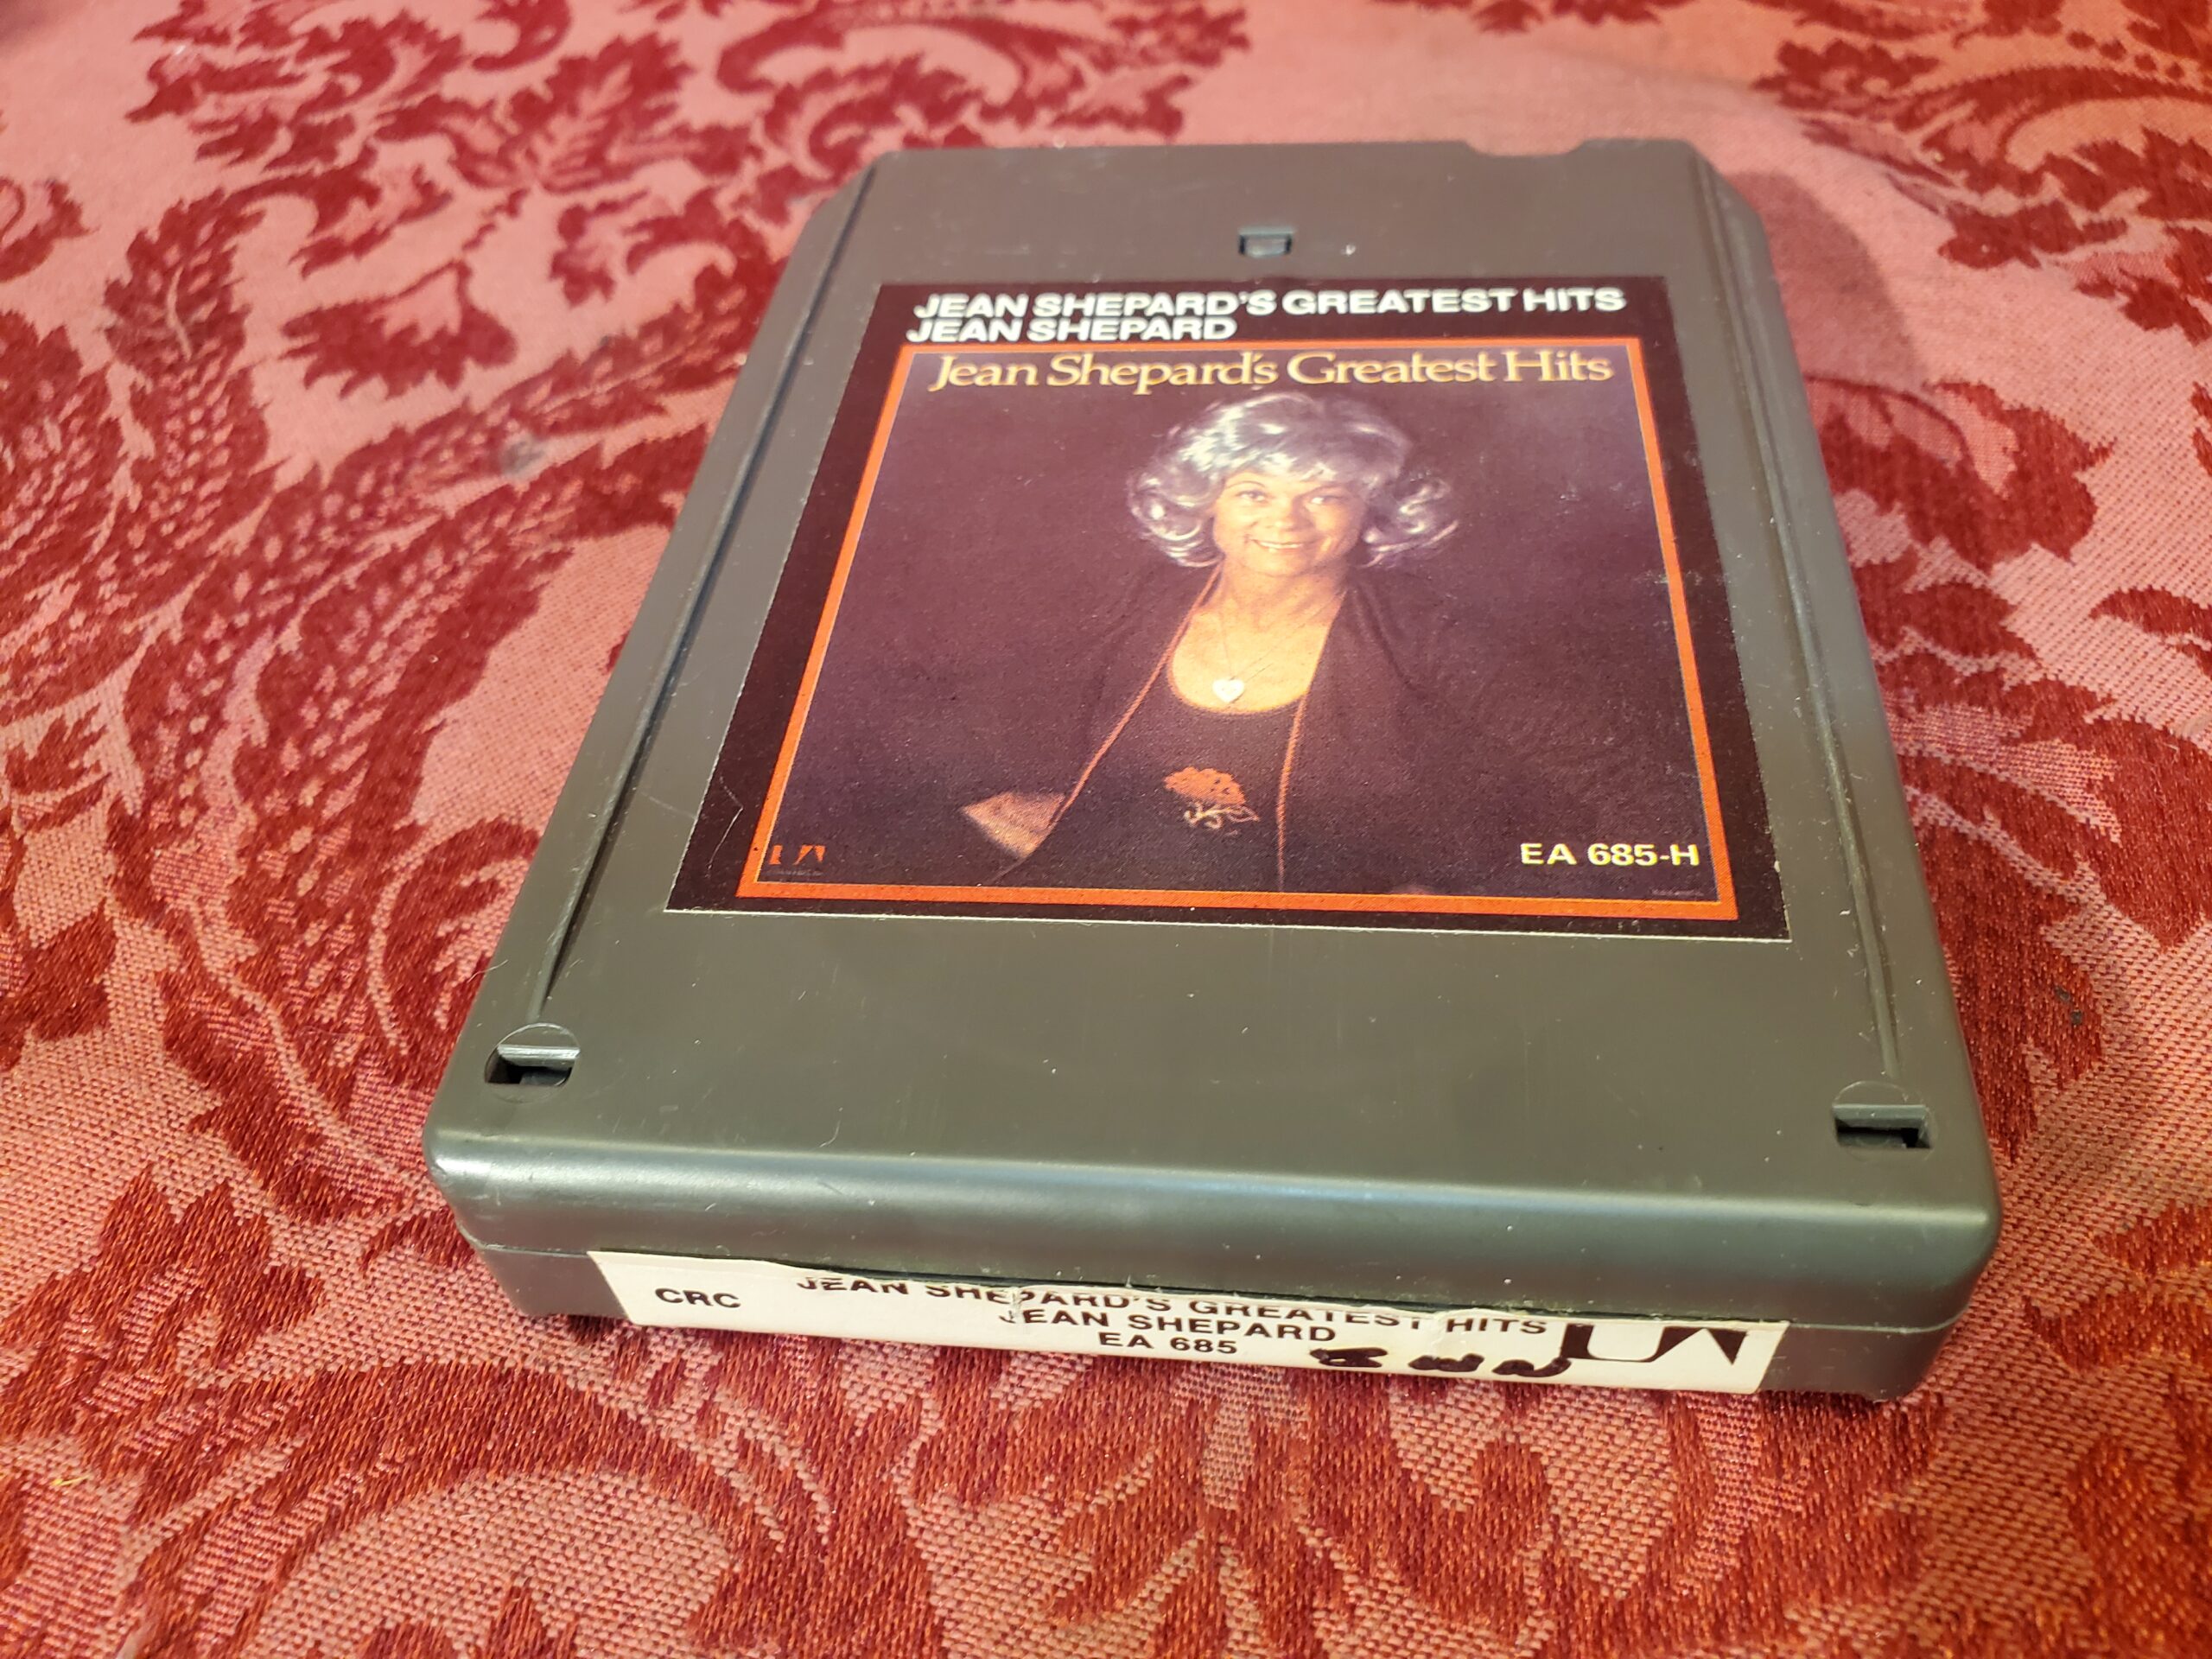 JEAN SHEPARD'S GREATEST HITS
JEAN SHEPARD
Jean Shepard's Greatest Hits
UA
EA 685-H
CRC
JEAN SHEPARD'S GREATEST HITS
JEAN SHEPARD
EA 685
UA